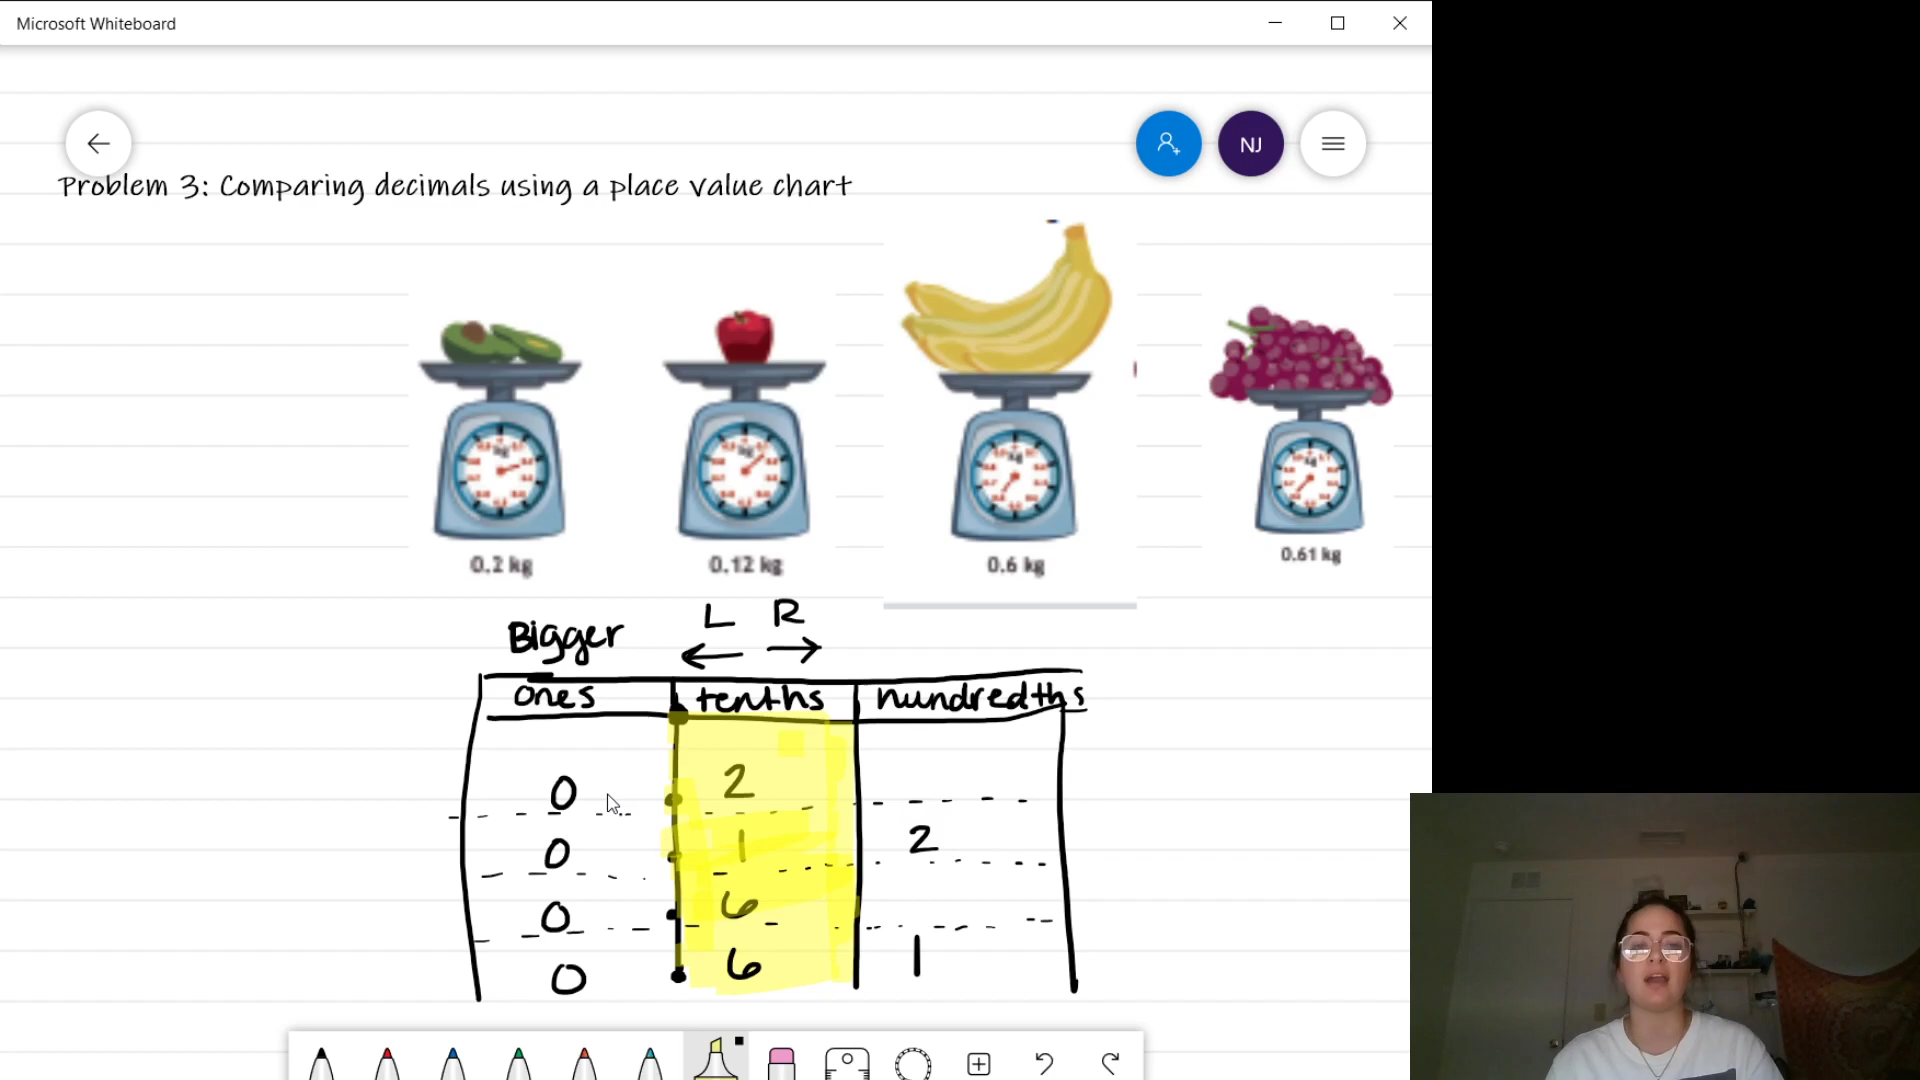 Microsoft Whiteboard
NJ
Problem 3: Comparing decimals using a place value chart
0.2 kg
0.12 kg
0.6 kg
0.61 kg
Bigger
L R
ones tenths hundredths
0 2
0 1 2
0 6
0 6 1